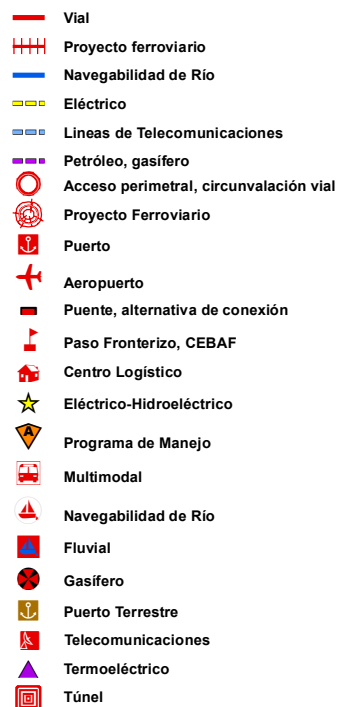 Vial
Proyecto ferroviario
Navegabilidad de Río
Eléctrico
Lineas de Telecomunicaciones
Petróleo, gasífero
Acceso perimetral, circunvalación vial
Proyecto Ferroviario
Puerto
Aeropuerto
Puente, alternativa de conexión
Paso Fronterizo, CEBAF
Centro Logístico
Eléctrico-Hidroeléctrico
A
Programa de Manejo
Multimodal
Navegabilidad de Río
Fluvial
Gasífero
Puerto Terrestre
Telecomunicaciones
Termoeléctrico
Túnel